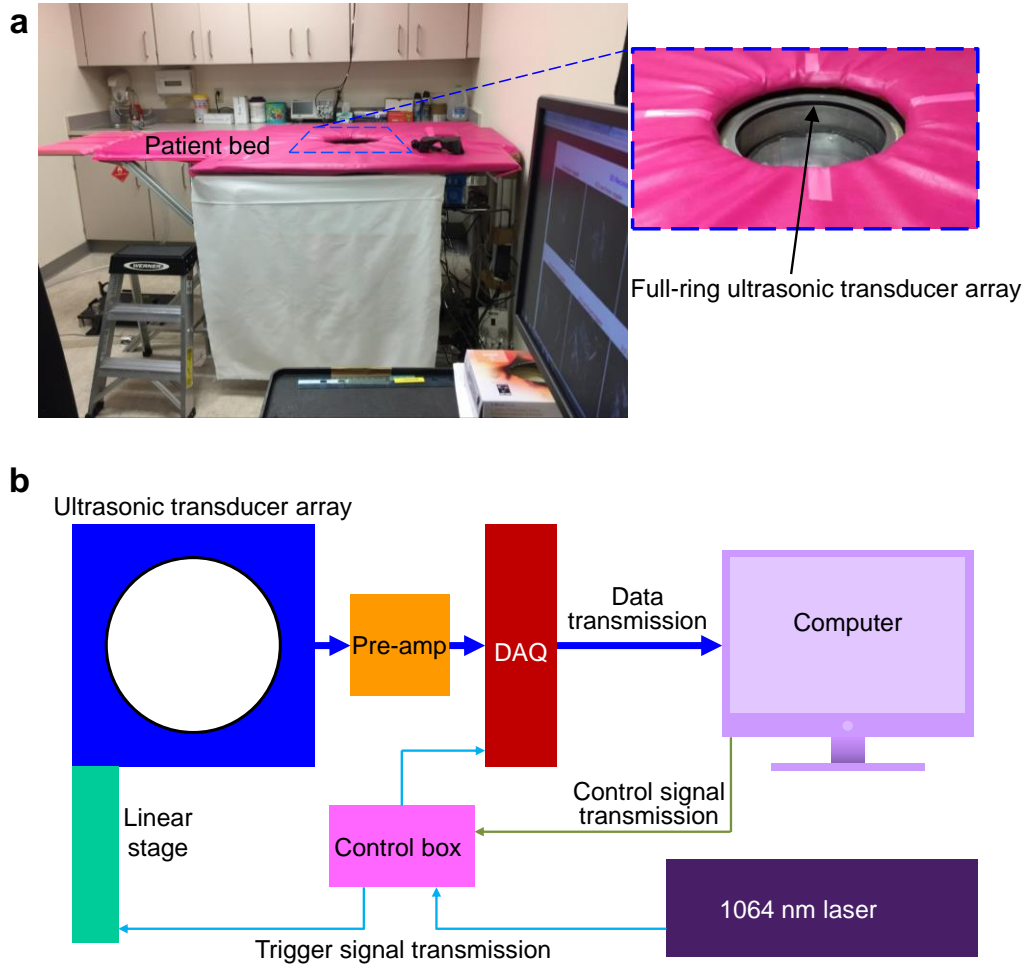 a
Patient bed
WERNER
Full-ring ultrasonic transducer array
b
Ultrasonic transducer array
Pre-amp
DAQ
Data
transmission
Computer
Control signal
transmission
Linear
stage
Control box
1064 nm laser
Trigger signal transmission